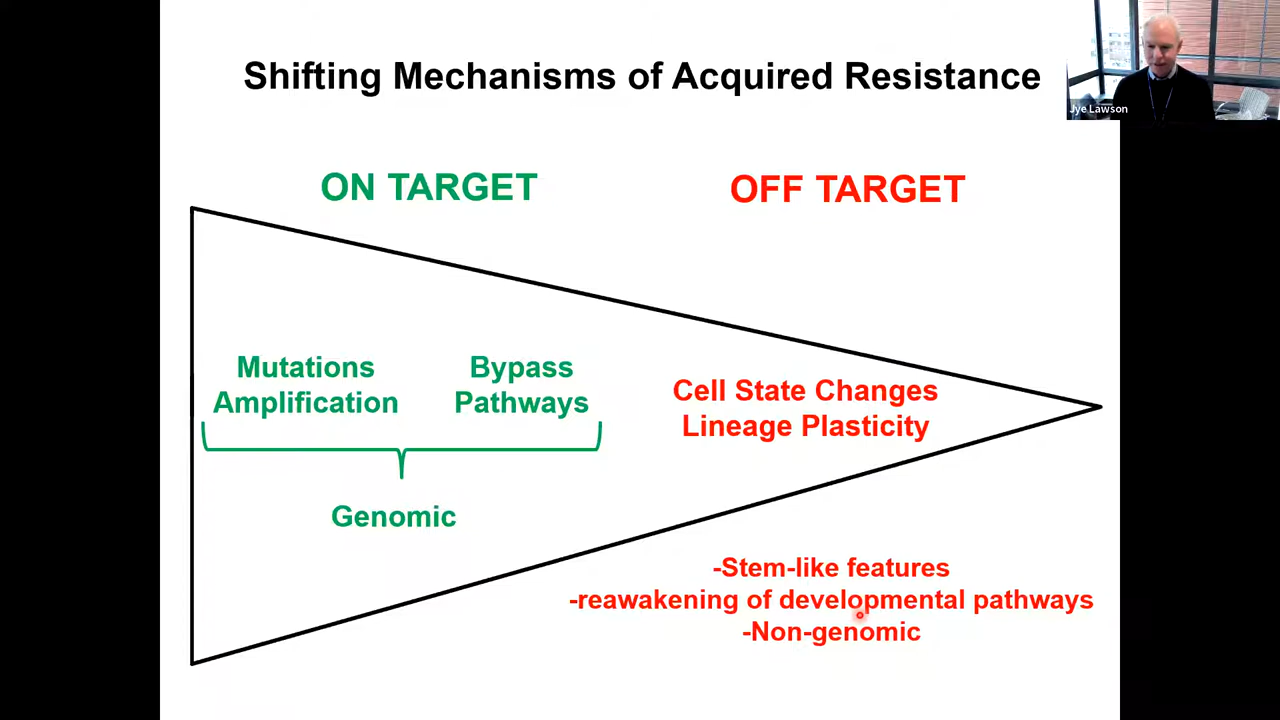 Shifting Mechanisms of Acquired Resistance
Jye Lawson
ON TARGET
OFF TARGET
Mutations
Amplification
Bypass
Pathways
Genomic
Cell State Changes
Lineage Plasticity
-Stem-like features
-reawakening of developmental pathways
-Non-genomic